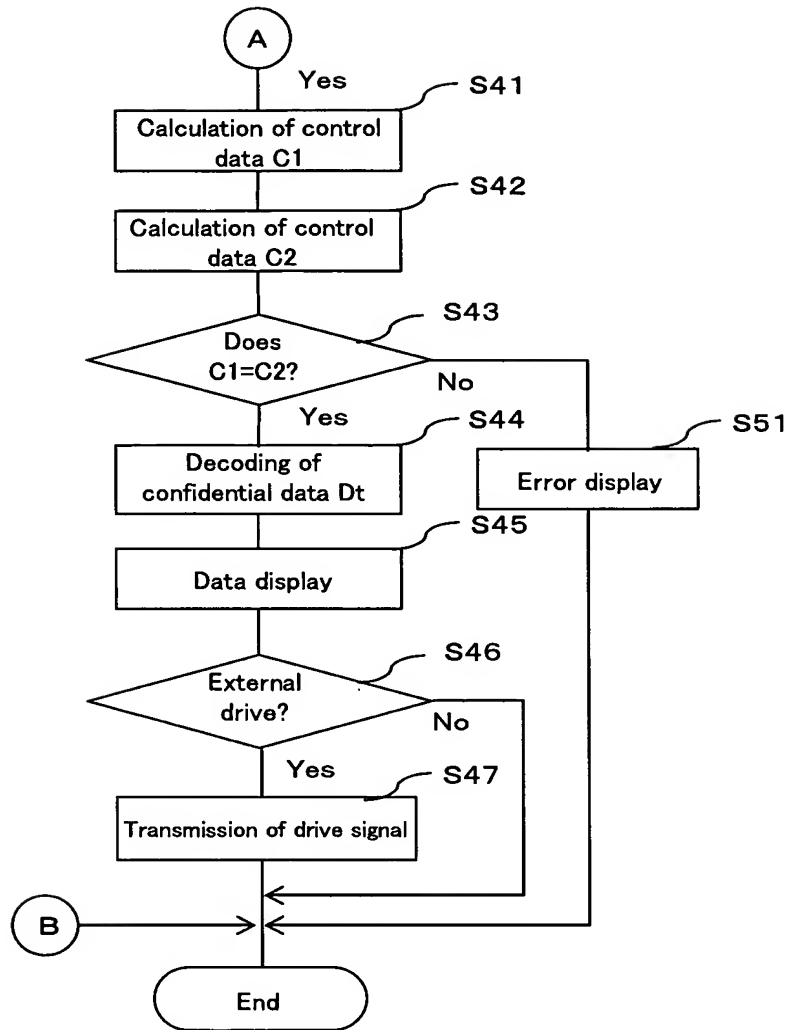 A
Yes
S41
Calculation of control
data C1
S42
Calculation of control
data C2
S43
Does
C1=C2?
No
Yes
S44
S51
Decoding of
confidential data Dt
Error display
S45
Data display
S46
External
drive?
No
Yes
S47
Transmission of drive signal
B
End